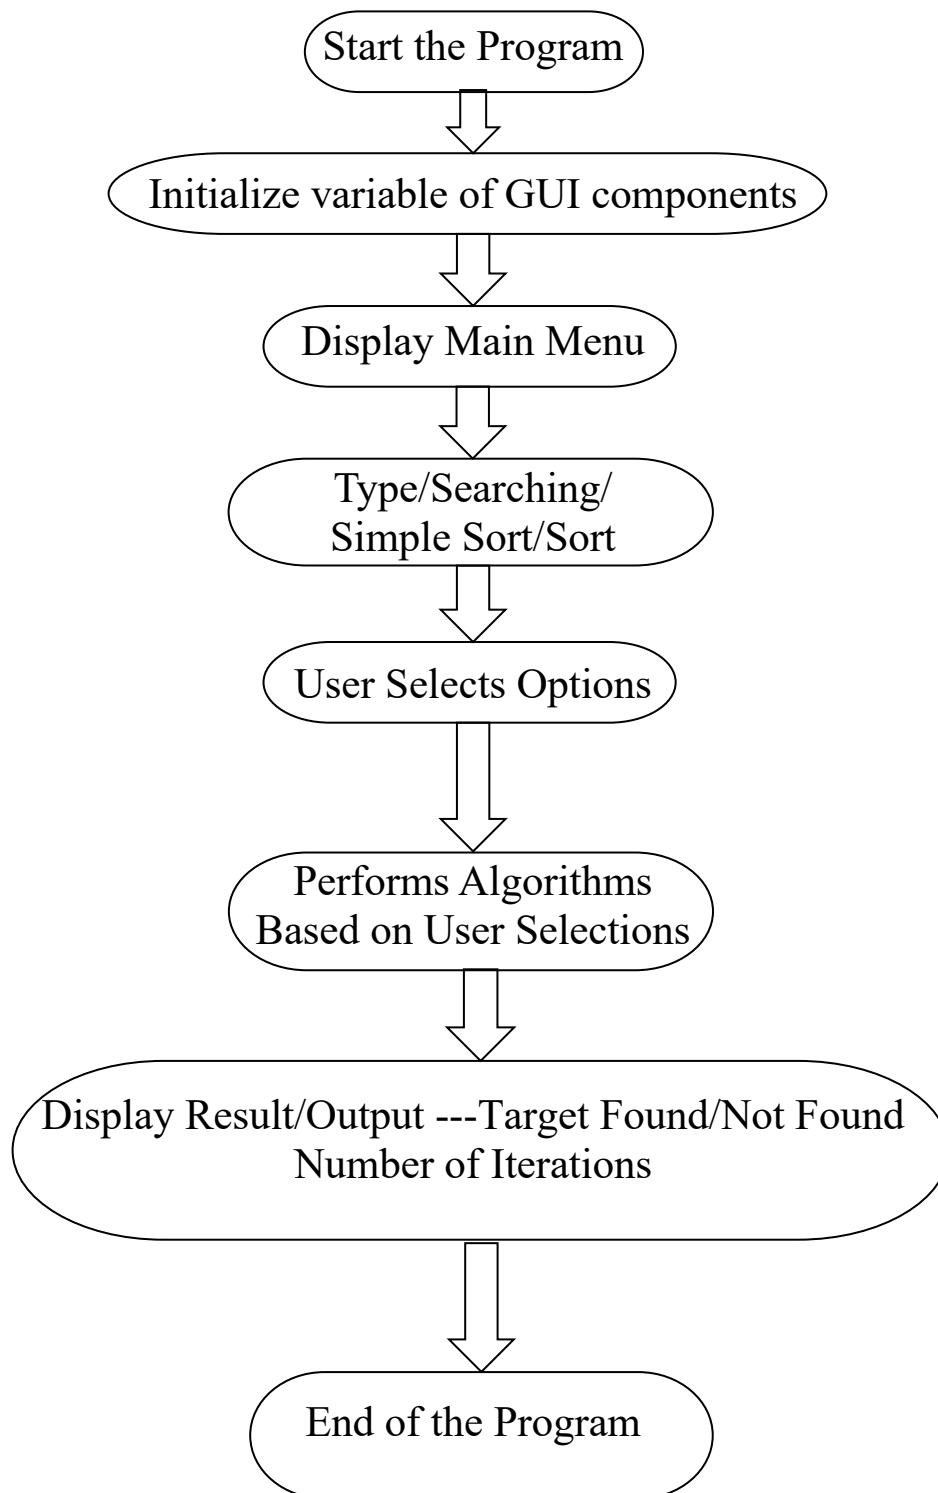 Start the Program
Initialize variable of GUI components
Display Main Menu
Type/Searching/
Simple Sort/Sort
User Selects Options
Performs Algorithms
Based on User Selections
Display Result/Output ---Target Found/Not Found
Number of Iterations
End of the Program